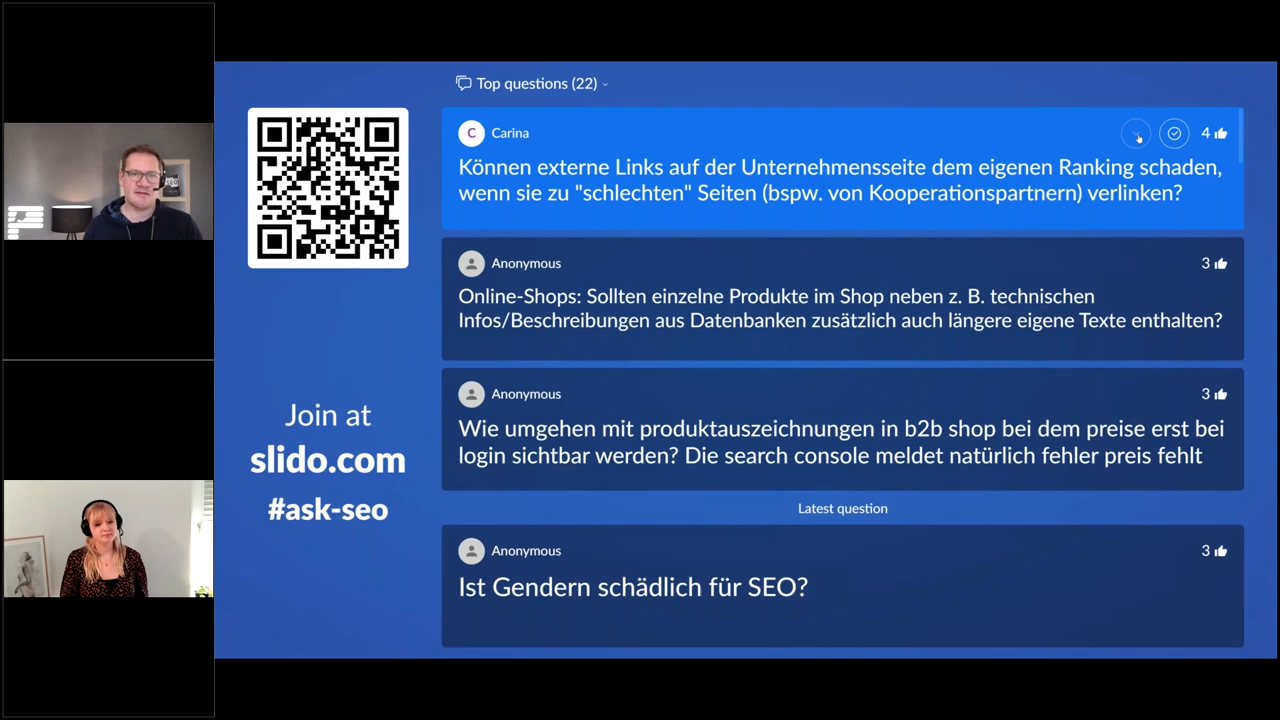 Top questions (22)
C
Carina
4
Können externe Links auf der Unternehmensseite dem eigenen Ranking schaden,
wenn sie zu "schlechten" Seiten (bspw. von Kooperationspartnern) verlinken?
Anonymous
3
Online-Shops: Sollten einzelne Produkte im Shop neben z. B. technischen
Infos/Beschreibungen aus Datenbanken zusätzlich auch längere eigene Texte enthalten?
Anonymous
3
Wie umgehen mit produktauszeichnungen in b2b shop bei dem preise erst bei
login sichtbar werden? Die search console meldet natürlich fehler preis fehlt
Latest question
Anonymous
3
Ist Gendern schädlich für SEO?
Join at
slido.com
#ask-seo